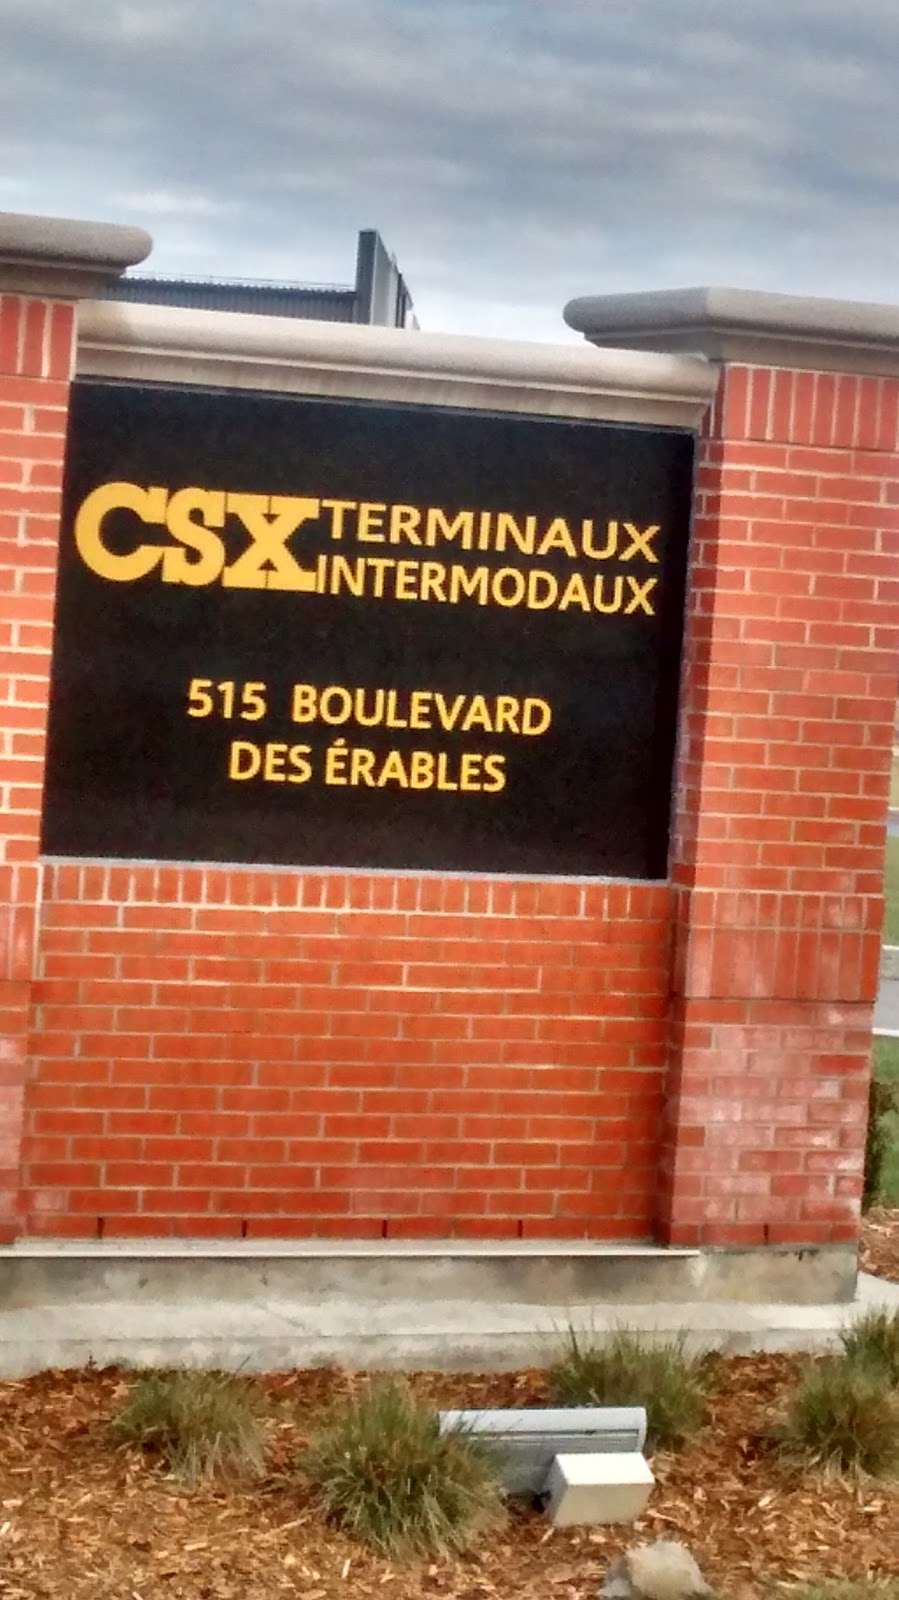 CSX TERMINAUX
INTERMODAUX
515 BOULEVARD
DES ÉRABLES